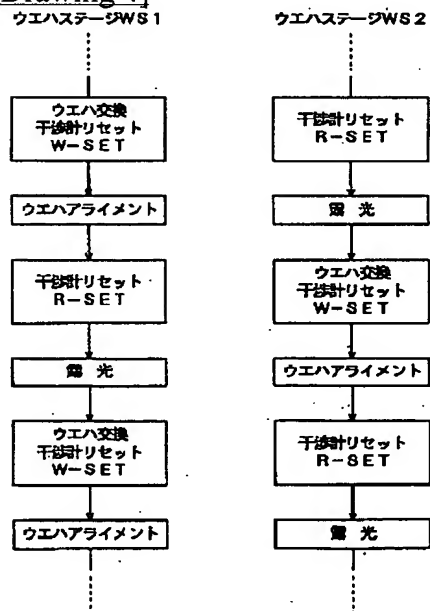 Drawing 4]
ウエハステージWS1
ウエハ交換
干渉計リセット
W-SET
ウエハアライメント
干渉計リセット
R-SET
露 光
ウエハ交換
干渉計リセット
W-SET
ウエハアライメント
ウエハステージWS2
干渉計リセット
R-SET
露 光
ウエハ交換
干渉計リセット
W-SET
ウエハアライメント
干渉計リセット
R-SET
露 光